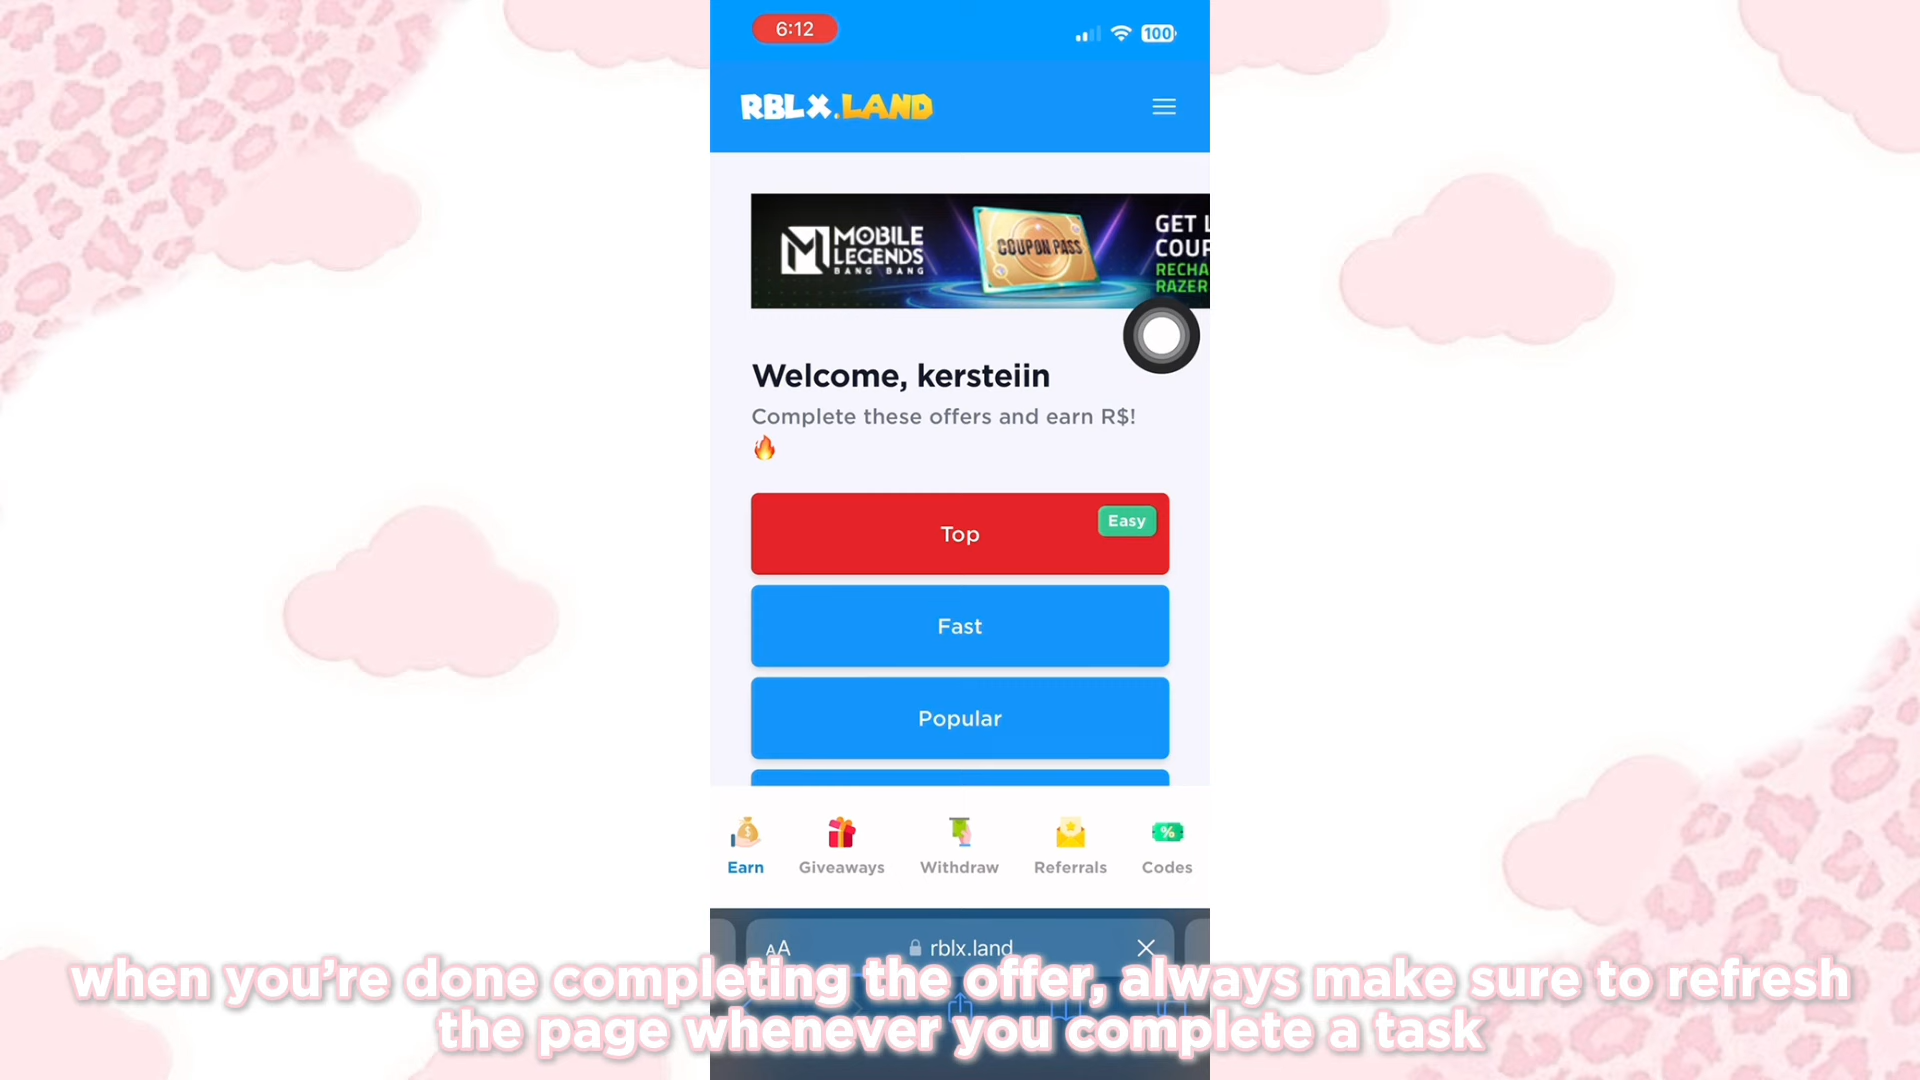 6:12
100
RBLX.LAND
MOBILE
LEGENDS
BANG BANG
COUPON PASS
GET L
COUP
RECHA
RAZER
Welcome, kersteiin
Complete these offers and earn R$!
🔥
Top
Easy
Fast
Popular
Earn
Giveaways
Withdraw
Referrals
Codes
AA
rblx.land
when you’re done completing the offer, always make sure to refresh
the page whenever you complete a task